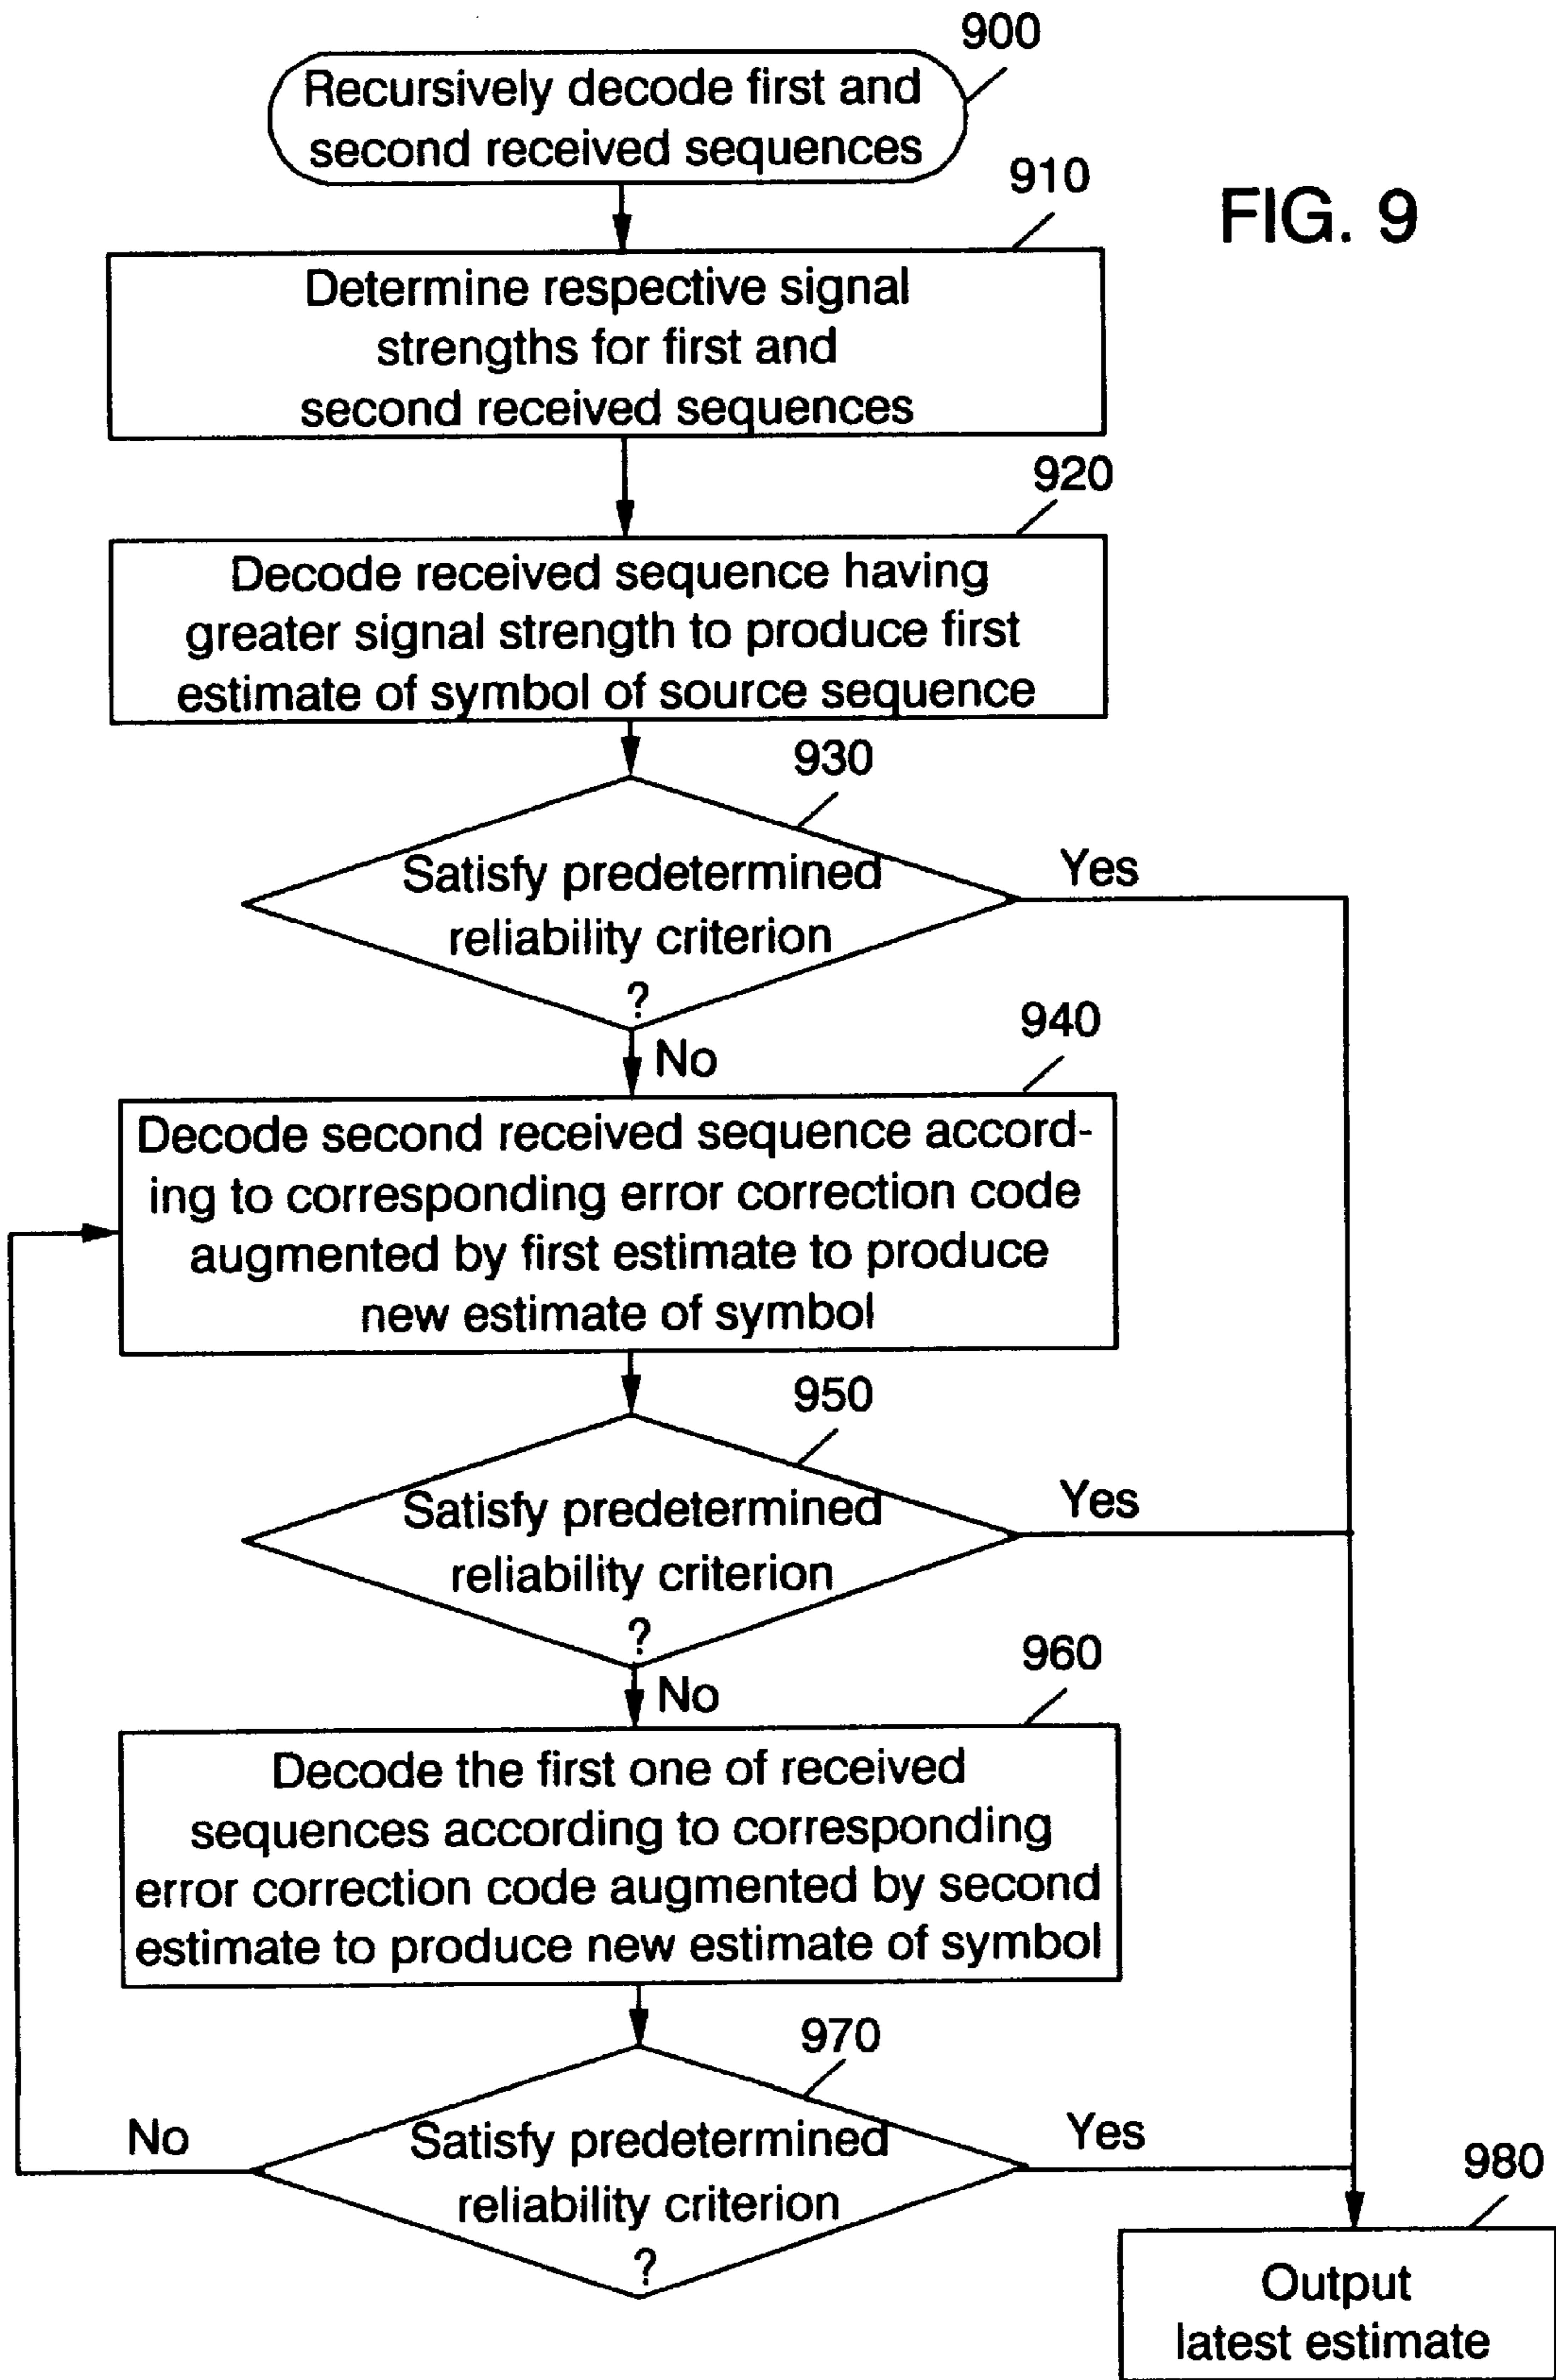 900
Recursively decode first and
second received sequences
910
FIG. 9
Determine respective signal
strengths for first and
second received sequences
920
Decode received sequence having
greater signal strength to produce first
estimate of symbol of source sequence
930
Satisfy predetermined
reliability criterion
?
Yes
No
940
Decode second received sequence accord-
ing to corresponding error correction code
augmented by first estimate to produce
new estimate of symbol
950
Satisfy predetermined
reliability criterion
?
Yes
No
960
Decode the first one of received
sequences according to corresponding
error correction code augmented by second
estimate to produce new estimate of symbol
970
Satisfy predetermined
reliability criterion
?
No
Yes
980
Output
latest estimate